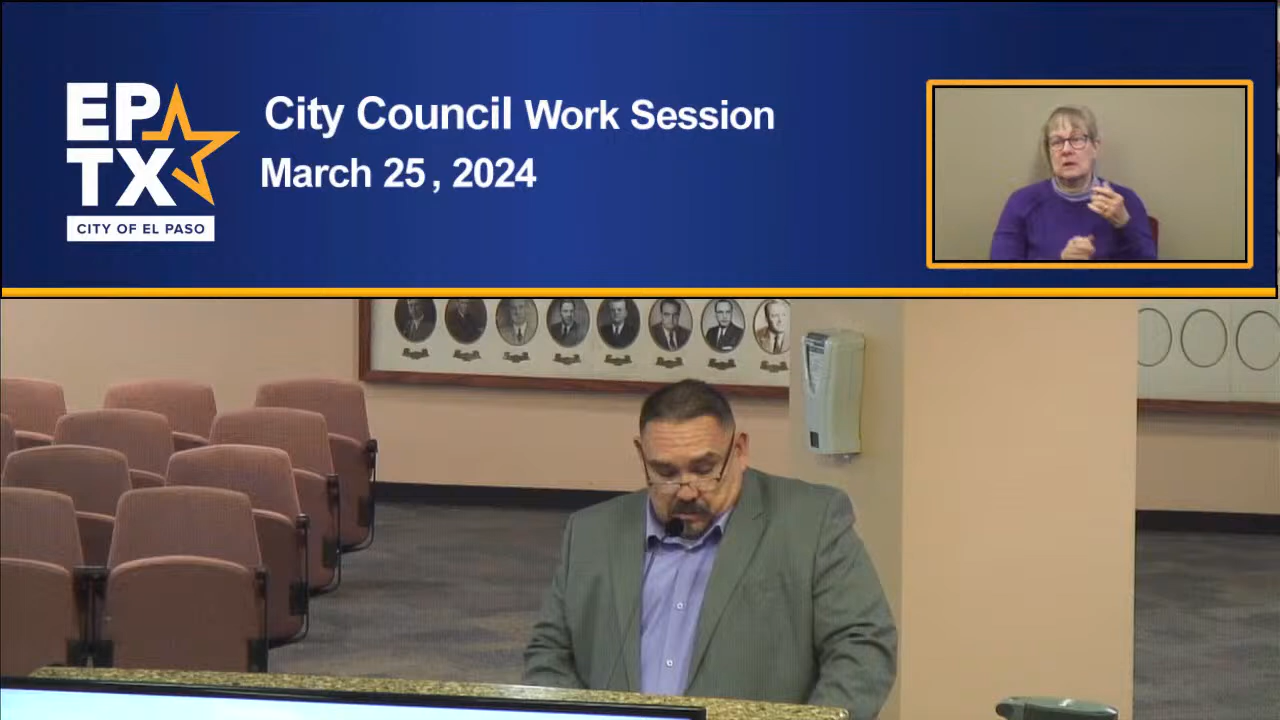 EP
TX
CITY OF EL PASO
City Council Work Session
March 25, 2024